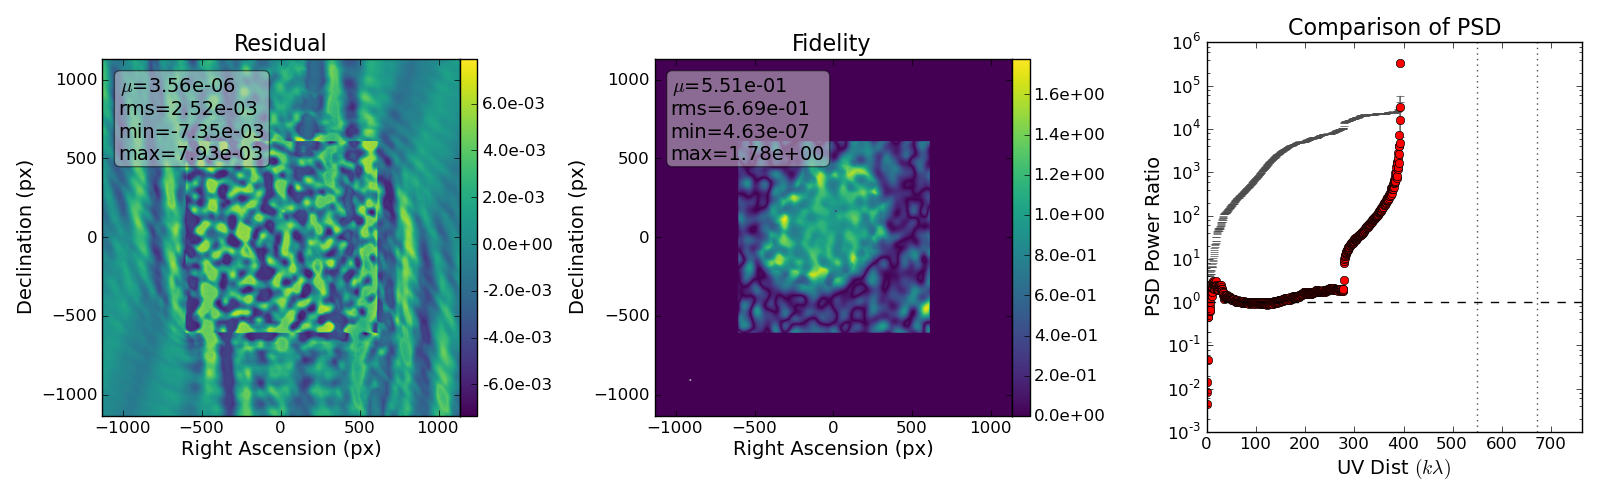 Residual
μ=3.56e-06
rms=2.52e-03
min=-7.35e-03
max=7.93e-03
1000
500
0
−500
−1000
Declination (px)
−1000 −500 0 500 1000
Right Ascension (px)
6.0e-03
4.0e-03
2.0e-03
0.0e+00
-2.0e-03
-4.0e-03
-6.0e-03
Fidelity
μ=5.51e-01
rms=6.69e-01
min=4.63e-07
max=1.78e+00
1000
500
0
−500
−1000
Declination (px)
−1000 −500 0 500 1000
Right Ascension (px)
1.6e+00
1.4e+00
1.2e+00
1.0e+00
8.0e-01
6.0e-01
4.0e-01
2.0e-01
0.0e+00
Comparison of PSD
10^6
10^5
10^4
10^3
10^2
10^1
10^0
10^-1
10^-2
10^-3
PSD Power Ratio
0 100 200 300 400 500 600 700
UV Dist (kλ)